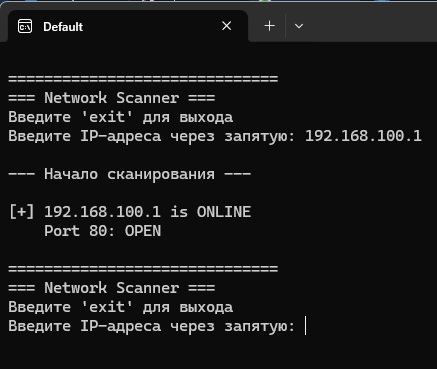 Default
==============================
=== Network Scanner ===
Введите 'exit' для выхода
Введите IP-адреса через запятую: 192.168.100.1
--- Начало сканирования ---
[+] 192.168.100.1 is ONLINE
Port 80: OPEN
==============================
=== Network Scanner ===
Введите 'exit' для выхода
Введите IP-адреса через запятую: